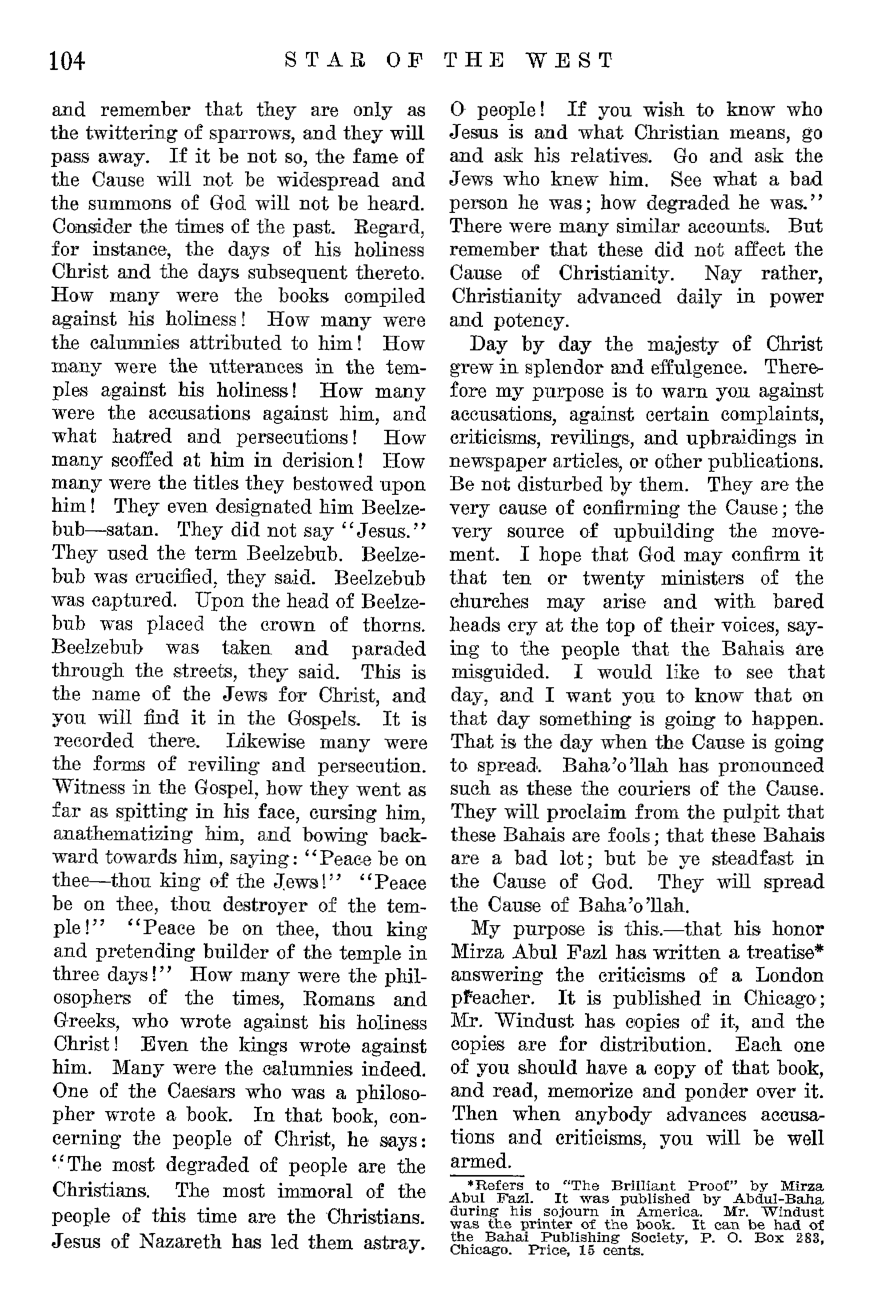 104
STAR OF THE WEST
and remember that they are only as
the twittering of sparrows, and they will
pass away. If it be not so, the fame of
the Cause will not be widespread and
the summons of God will not be heard.
Consider the times of the past. Regard,
for instance, the days of his holiness
Christ and the days subsequent thereto.
How many were the books compiled
against his holiness! How many were
the calumnies attributed to him! How
many were the utterances in the tem-
ples against his holiness! How many
were the accusations against him, and
what hatred and persecutions! How
many scoffed at him in derision! How
many were the titles they bestowed upon
him! They even designated him Beelze-
bub—satan. They did not say “Jesus.”
They used the term Beelzebub. Beelze-
bub was crucified, they said. Beelzebub
was captured. Upon the head of Beelze-
bub was placed the crown of thorns.
Beelzebub was taken and paraded
through the streets, they said. This is
the name of the Jews for Christ, and
you will find it in the Gospels. It is
recorded there. Likewise many were
the forms of reviling and persecution.
Witness in the Gospel, how they went as
far as spitting in his face, cursing him,
anathematizing him, and bowing back-
ward towards him, saying: “Peace be on
thee—thou king of the Jews!” “Peace
be on thee, thou destroyer of the tem-
ple!” “Peace be on thee, thou king
and pretending builder of the temple in
three days!” How many were the phil-
osophers of the times, Romans and
Greeks, who wrote against his holiness
Christ! Even the kings wrote against
him. Many were the calumnies indeed.
One of the Caesars who was a philoso-
pher wrote a book. In that book, con-
cerning the people of Christ, he says:
“The most degraded of people are the
Christians. The most immoral of the
people of this time are the Christians.
Jesus of Nazareth has led them astray.
O people! If you wish to know who
Jesus is and what Christian means, go
and ask his relatives. Go and ask the
Jews who knew him. See what a bad
person he was; how degraded he was.”
There were many similar accounts. But
remember that these did not affect the
Cause of Christianity. Nay rather,
Christianity advanced daily in power
and potency.
Day by day the majesty of Christ
grew in splendor and effulgence. There-
fore my purpose is to warn you against
accusations, against certain complaints,
criticisms, revilings, and upbraidings in
newspaper articles, or other publications.
Be not disturbed by them. They are the
very cause of confirming the Cause; the
very source of upbuilding the move-
ment. I hope that God may confirm it
that ten or twenty ministers of the
churches may arise and with bared
heads cry at the top of their voices, say-
ing to the people that the Bahais are
misguided. I would like to see that
day, and I want you to know that on
that day something is going to happen.
That is the day when the Cause is going
to spread. Baha’o’llah has pronounced
such as these the couriers of the Cause.
They will proclaim from the pulpit that
these Bahais are fools; that these Bahais
are a bad lot; but be ye steadfast in
the Cause of God. They will spread
the Cause of Baha’o’llah.
My purpose is this.—that his honor
Mirza Abul Fazl has written a treatise*
answering the criticisms of a London
preacher. It is published in Chicago;
Mr. Windust has copies of it, and the
copies are for distribution. Each one
of you should have a copy of that book,
and read, memorize and ponder over it.
Then when anybody advances accusa-
tions and criticisms, you will be well
armed.
*Refers to “The Brilliant Proof” by Mirza
Abul Fazl. It was published by Abdul-Baha
during his sojourn in America. Mr. Windust
was the printer of the book. It can be had of
the Bahai Publishing Society, P. O. Box 283,
Chicago. Price, 15 cents.